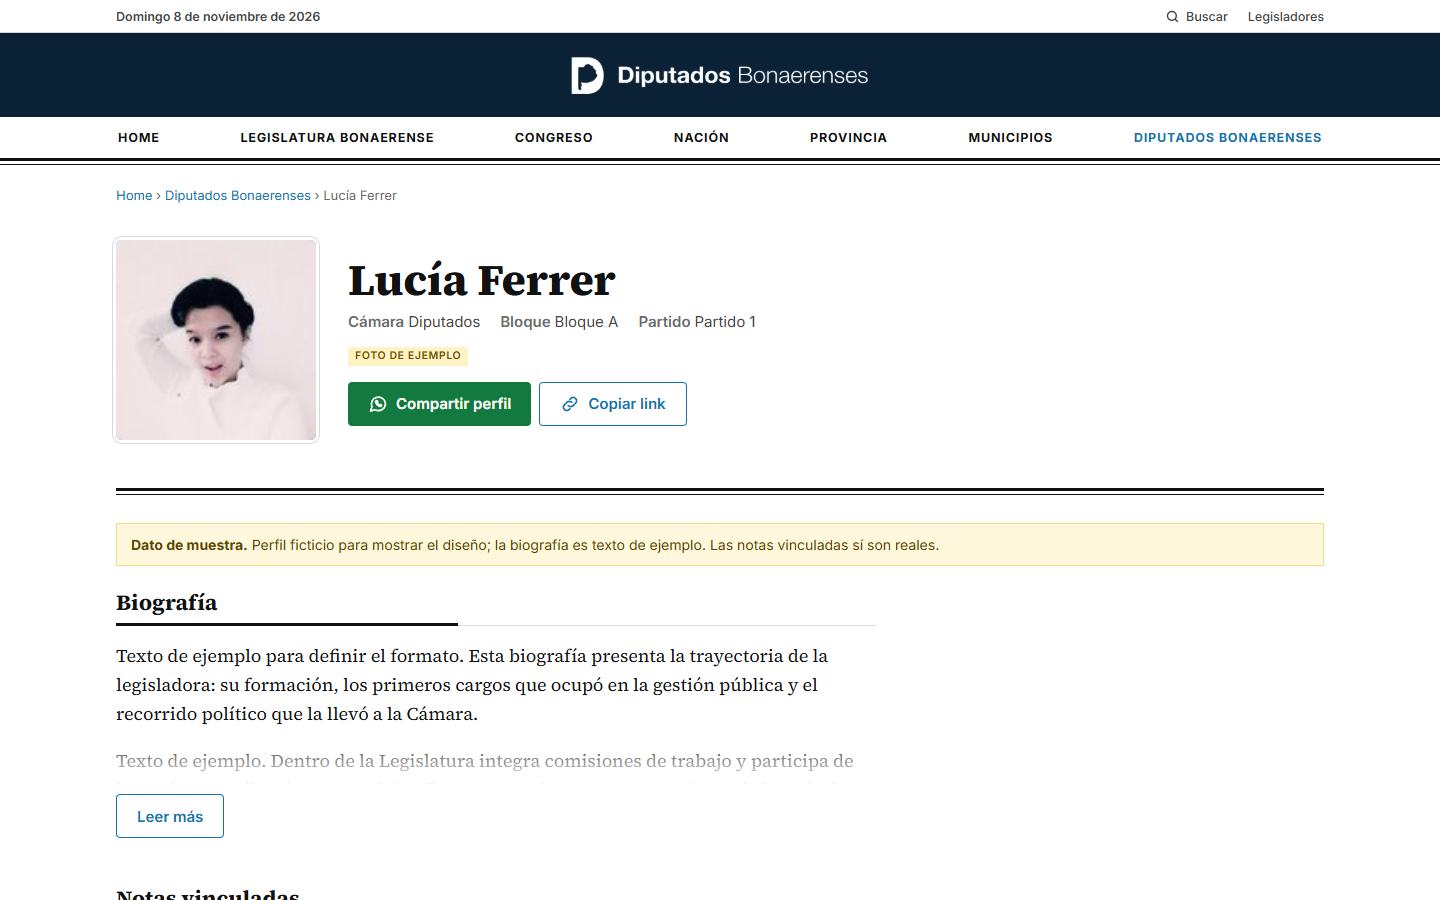 Domingo 8 de noviembre de 2026
Buscar Legisladores
Diputados Bonaerenses
HOME LEGISLATURA BONAERENSE CONGRESO NACIÓN PROVINCIA MUNICIPIOS DIPUTADOS BONAERENSES
Home › Diputados Bonaerenses › Lucía Ferrer
Lucía Ferrer
Cámara Diputados Bloque Bloque A Partido Partido 1
FOTO DE EJEMPLO
Compartir perfil Copiar link
Dato de muestra. Perfil ficticio para mostrar el diseño; la biografía es texto de ejemplo. Las notas vinculadas sí son reales.
Biografía
Texto de ejemplo para definir el formato. Esta biografía presenta la trayectoria de la
legisladora: su formación, los primeros cargos que ocupó en la gestión pública y el
recorrido político que la llevó a la Cámara.
Texto de ejemplo. Dentro de la Legislatura integra comisiones de trabajo y participa de
Leer más
Notas vinculadas